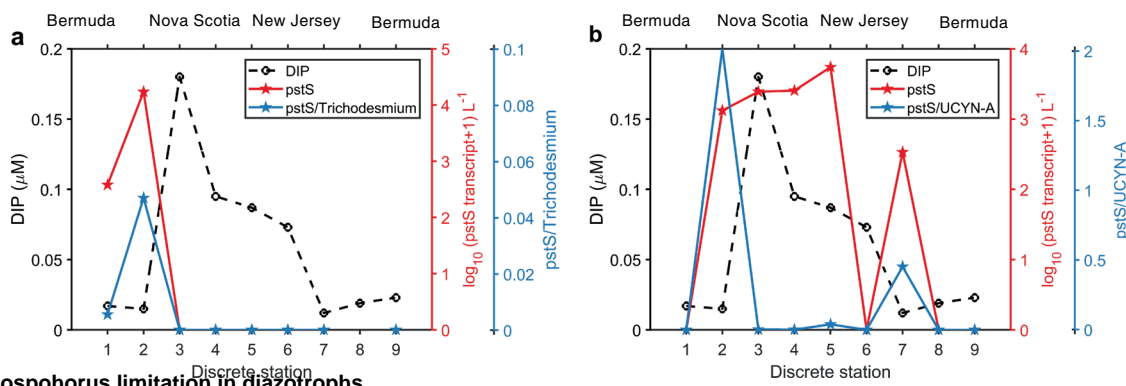 Bermuda Nova Scotia New Jersey Bermuda
a
0.2
0.15
0.1
0.05
0
DIP (μM)
DIP
pstS
pstS/Trichodesmium
5
4
3
2
1
0
log10 (pstS transcript+1) L-1
0.1
0.08
0.06
0.04
0.02
0
pstS/Trichodesmium
1 2 3 4 5 6 7 8 9
Discrete station
Bermuda Nova Scotia New Jersey Bermuda
b
0.2
0.15
0.1
0.05
0
DIP (μM)
DIP
pstS
pstS/UCYN-A
4
3
2
1
0
log10 (pstS transcript+1) L-1
2
1.5
1
0.5
0
pstS/UCYN-A
1 2 3 4 5 6 7 8 9
Discrete station
ospohorus limitation in diazotrophs